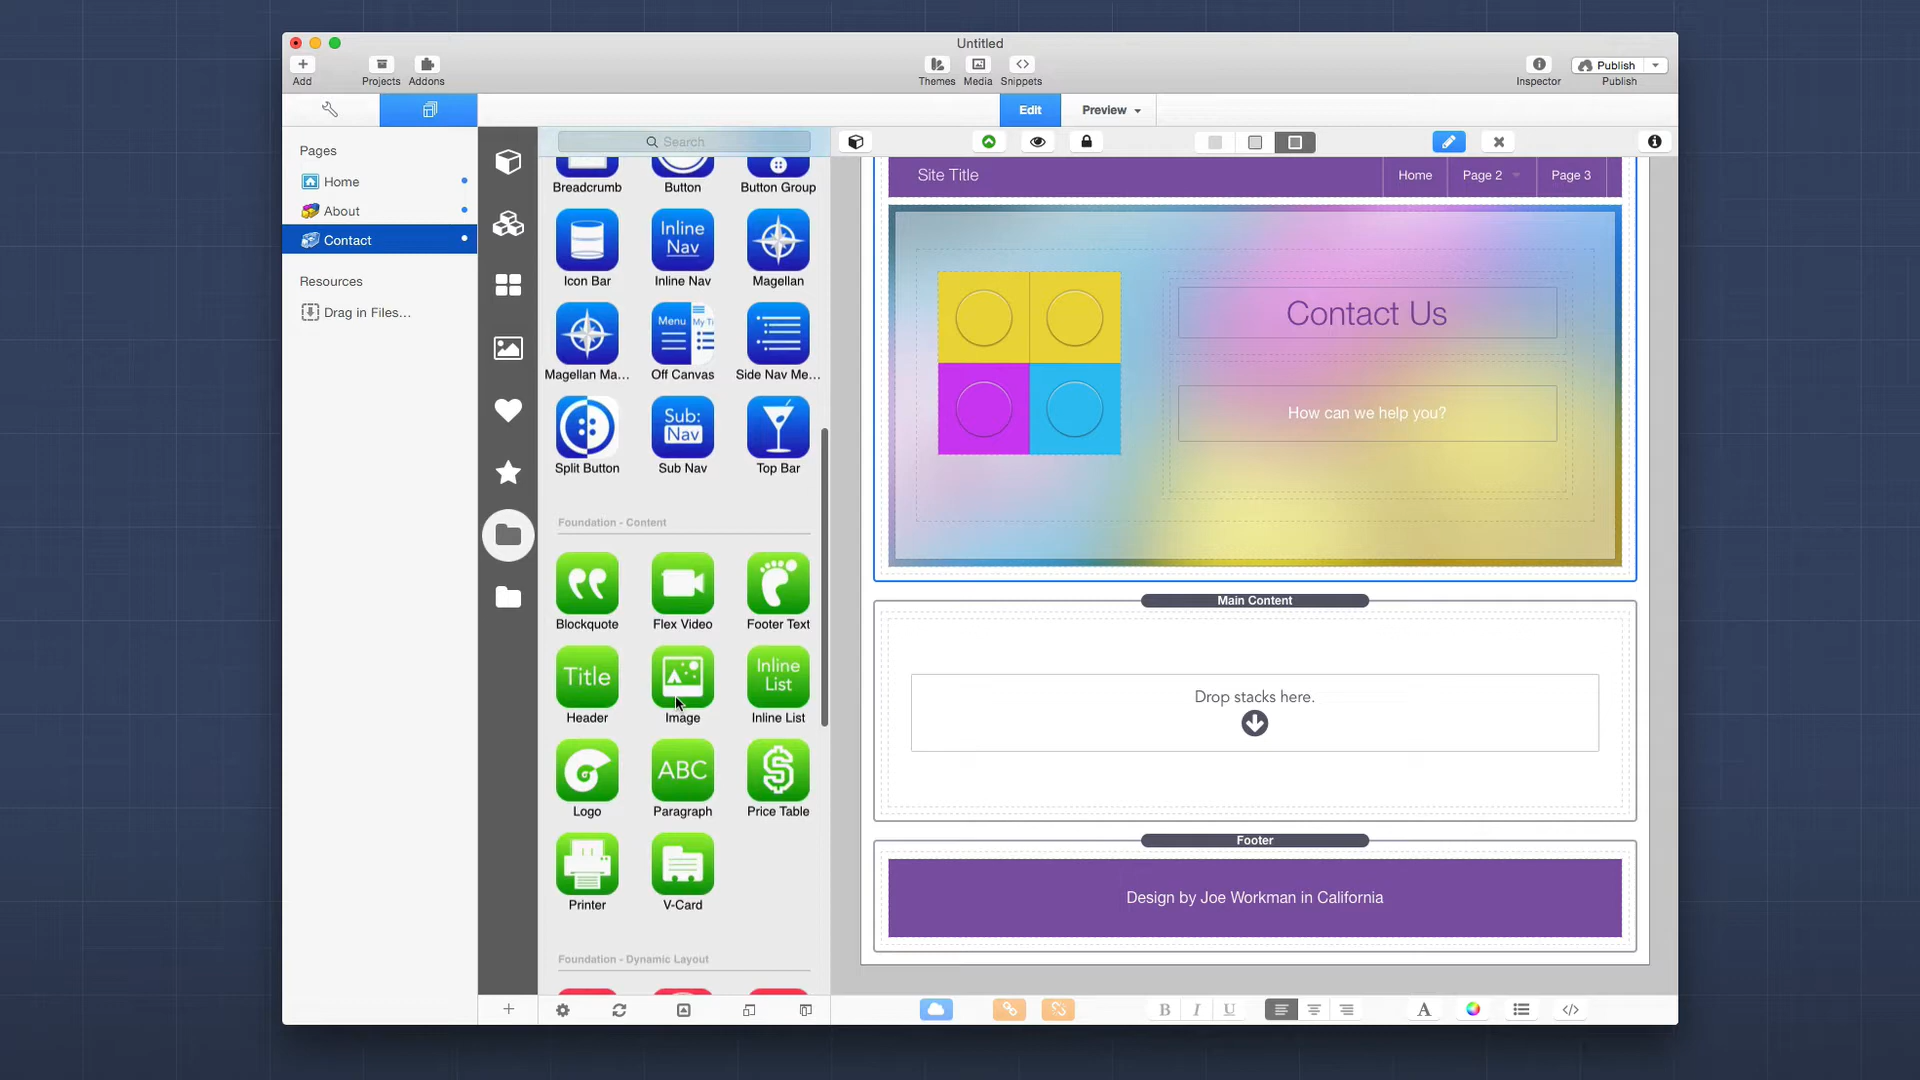 Untitled
Add
Projects
Addons
Themes
Media
Snippets
Inspector
Publish
Publish
Edit
Preview
Pages
Home
About
Contact
Resources
Drag in Files...
Search
Breadcrumb
Button
Button Group
Icon Bar
Inline
Nav
Inline Nav
Magellan
Magellan Ma...
Menu
My Ti
Off Canvas
Side Nav Me...
Split Button
Sub:
Nav
Sub Nav
Top Bar
Foundation - Content
Blockquote
Flex Video
Footer Text
Title
Header
Image
Inline
List
Inline List
Logo
ABC
Paragraph
Price Table
Printer
V-Card
Foundation - Dynamic Layout
Site Title
Home
Page 2
Page 3
Contact Us
How can we help you?
Main Content
Drop stacks here.
Footer
Design by Joe Workman in California
B
I
U
A